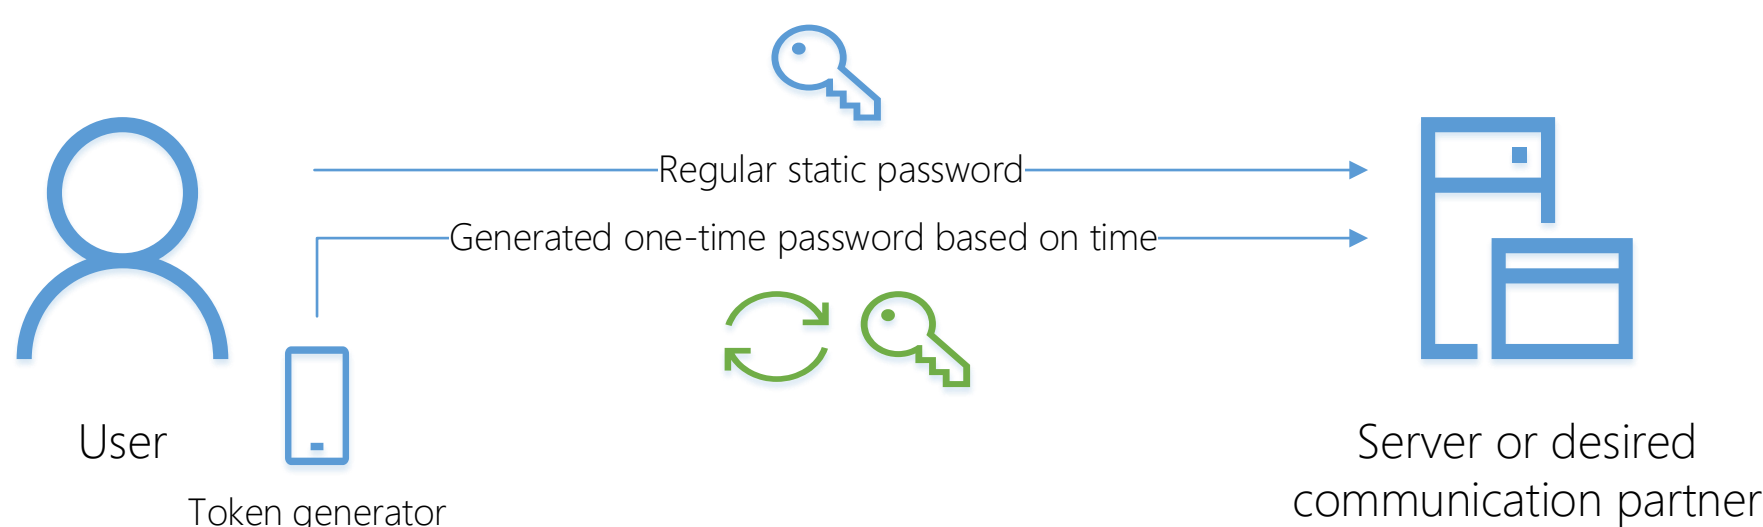 Regular static password
Generated one-time password based on time
User
Token generator
Server or desired
communication partner